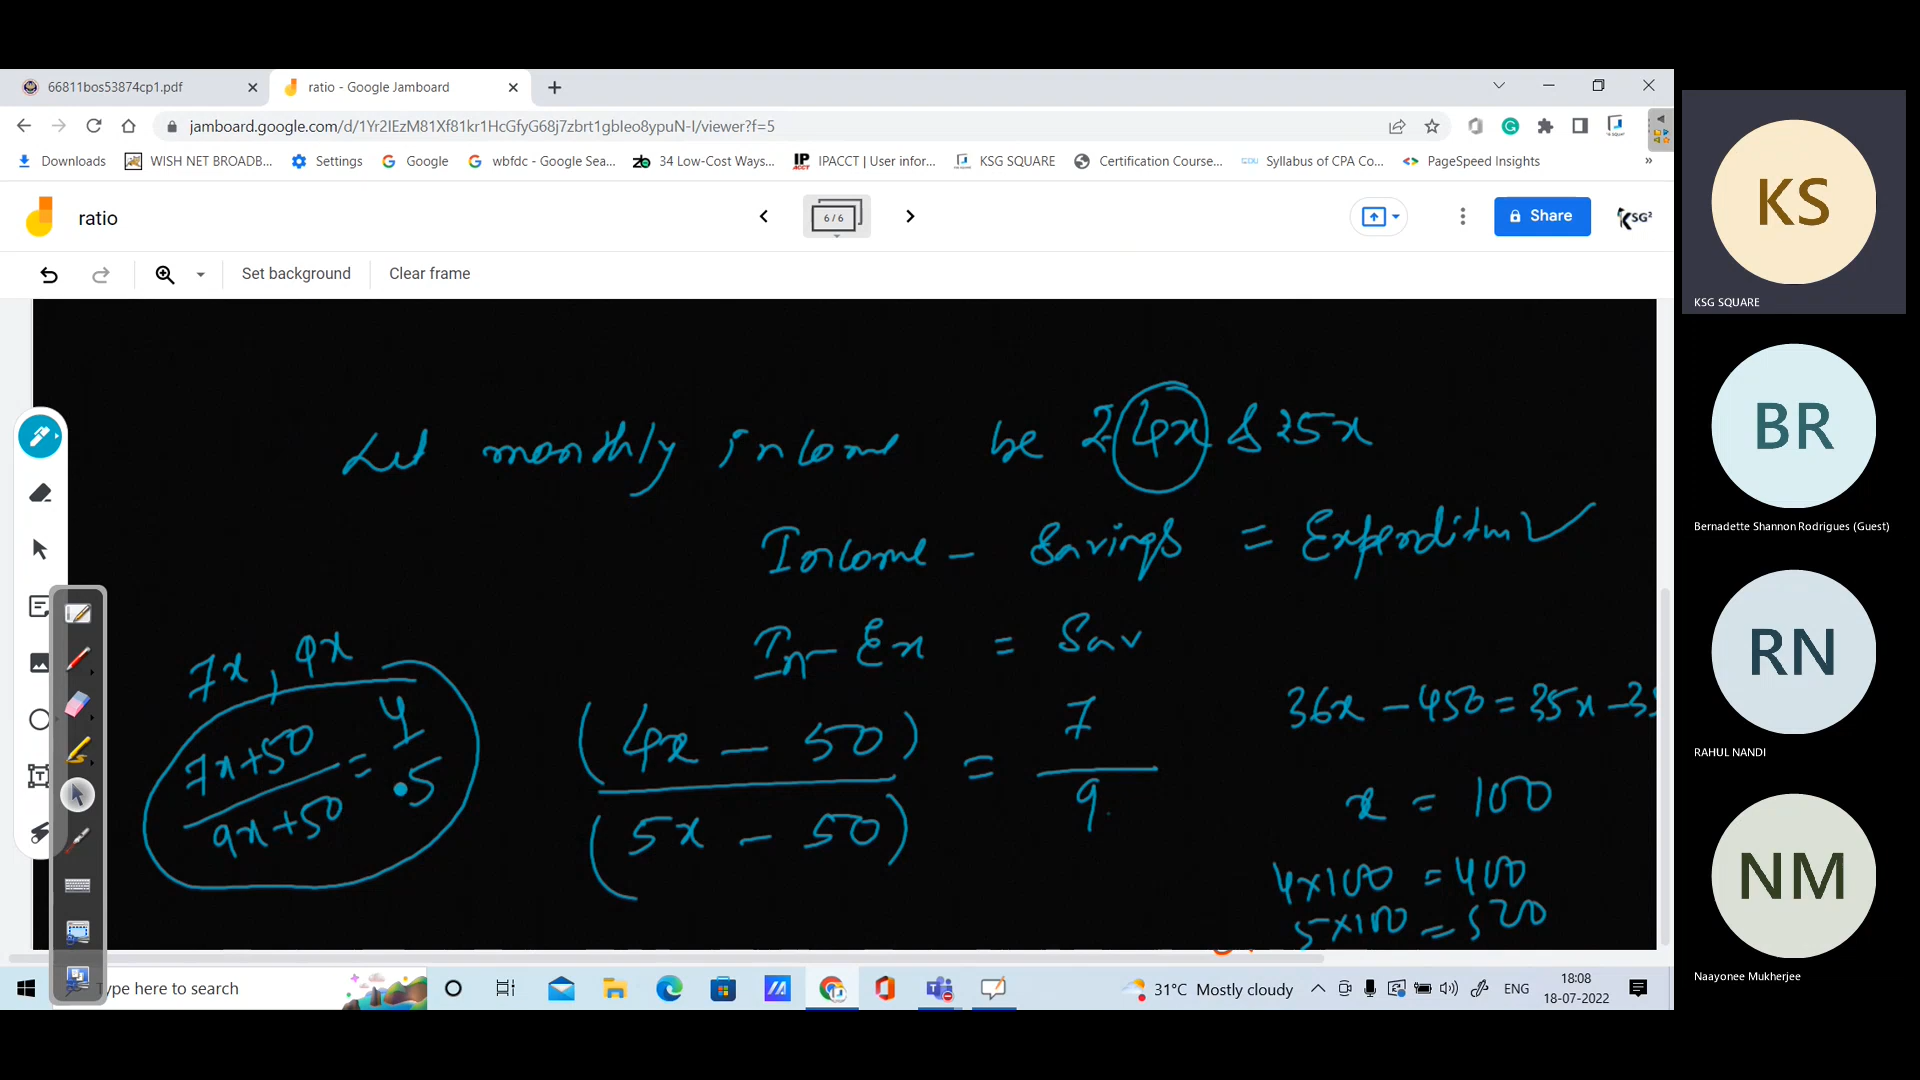 66811bos53874cp1.pdf
ratio - Google Jamboard
jamboard.google.com/d/1Yr2IEzM81Xf81kr1HcGfyG68j7zbrt1gbIeo8ypuN-I/viewer?f=5
Downloads
WISH NET BROADB...
Settings
Google
wbfdc - Google Sea...
34 Low-Cost Ways...
IPACCT | User infor...
KSG SQUARE
Certification Course...
Syllabus of CPA Co...
PageSpeed Insights
ratio
6 / 6
Share
KSG²
Set background
Clear frame
Let monthly income be 4x & 5x
Income - Savings = Expenditure
In - Ex = Sav
7x, 9x
(7x+50)/(9x+50) = 4/5
(4x - 50)
(5x - 50)
=
7
9
36x - 450 = 35x - 35
x = 100
4x100 = 400
5x100 = 500
Type here to search
31°C Mostly cloudy
ENG
18:08
18-07-2022
KS
KSG SQUARE
BR
Bernadette Shannon Rodrigues (Guest)
RN
RAHUL NANDI
NM
Naayonee Mukherjee